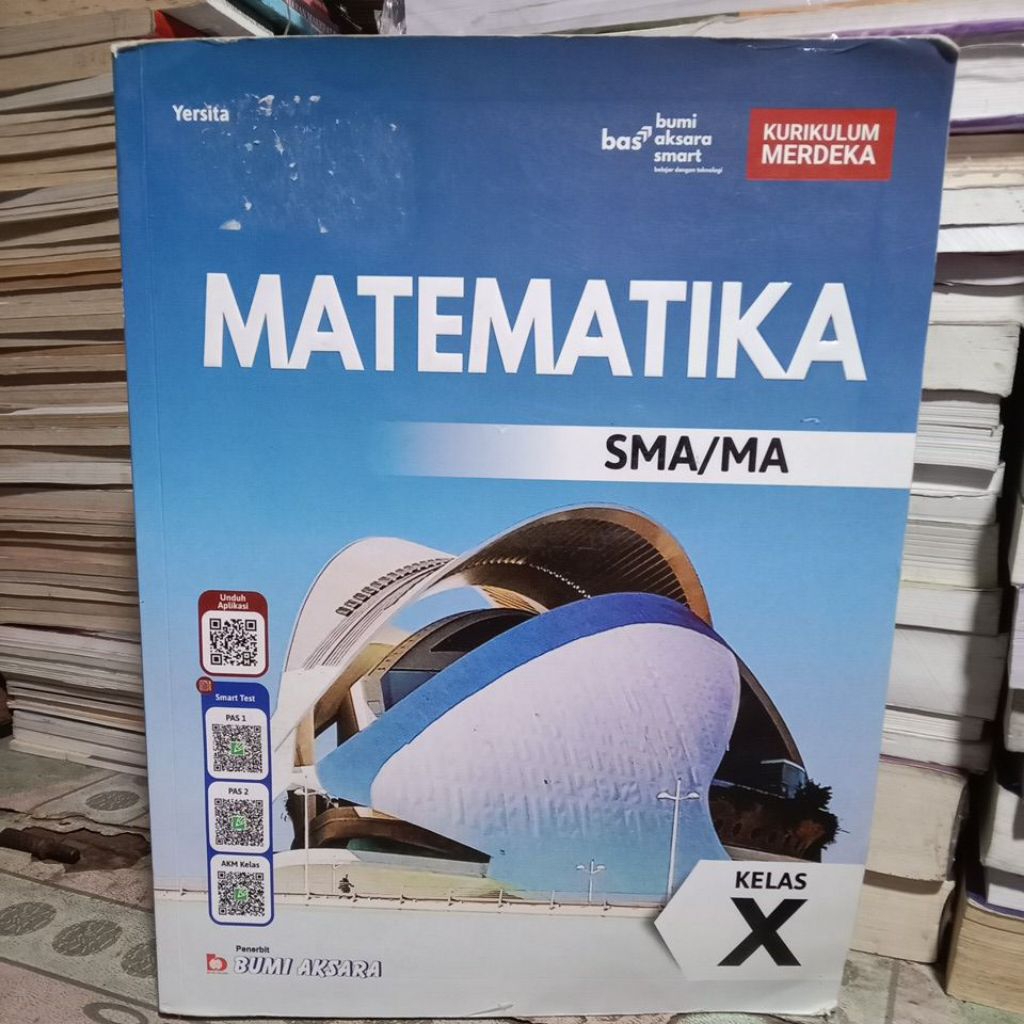 Yersita
bas
bumi
aksara
smart
belajar dengan teknologi
KURIKULUM
MERDEKA
MATEMATIKA
SMA/MA
Unduh
Aplikasi
Smart Test
PAS 1
PAS 2
AKM Kelas
Penerbit
BUMI AKSARA
KELAS
X